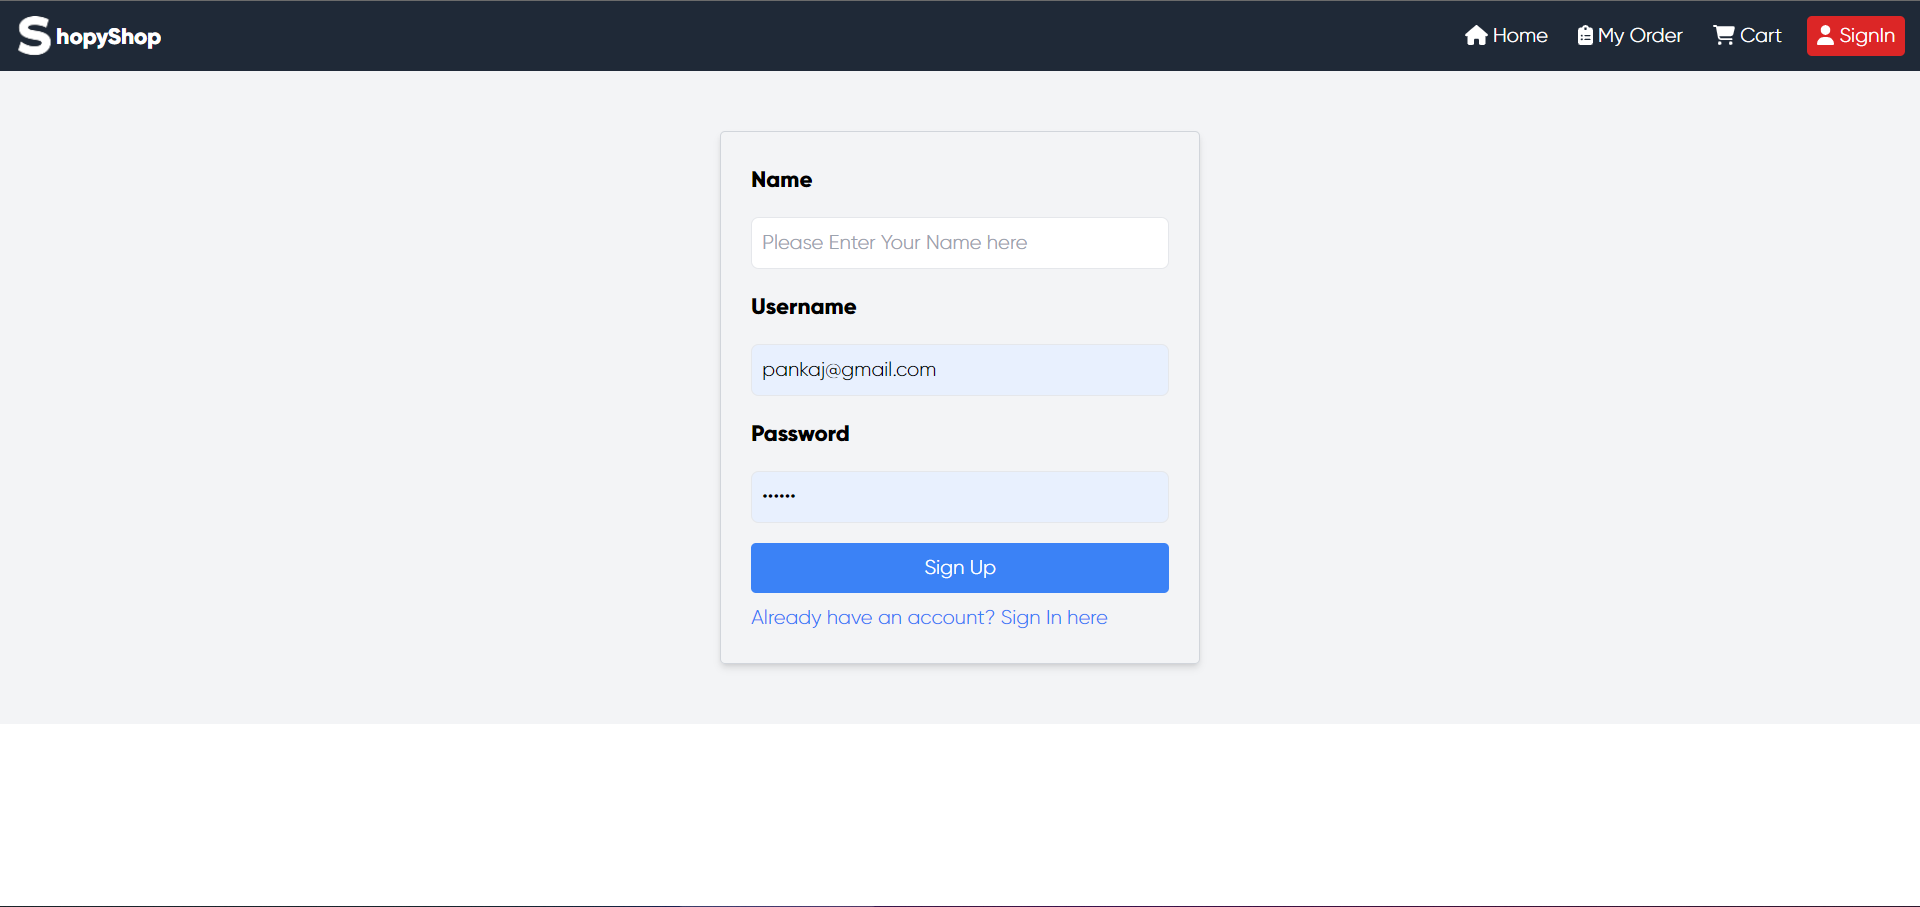 ShopyShop
Home My Order Cart SignIn
Name
Please Enter Your Name here
Username
pankaj@gmail.com
Password
••••••
Sign Up
Already have an account? Sign In here